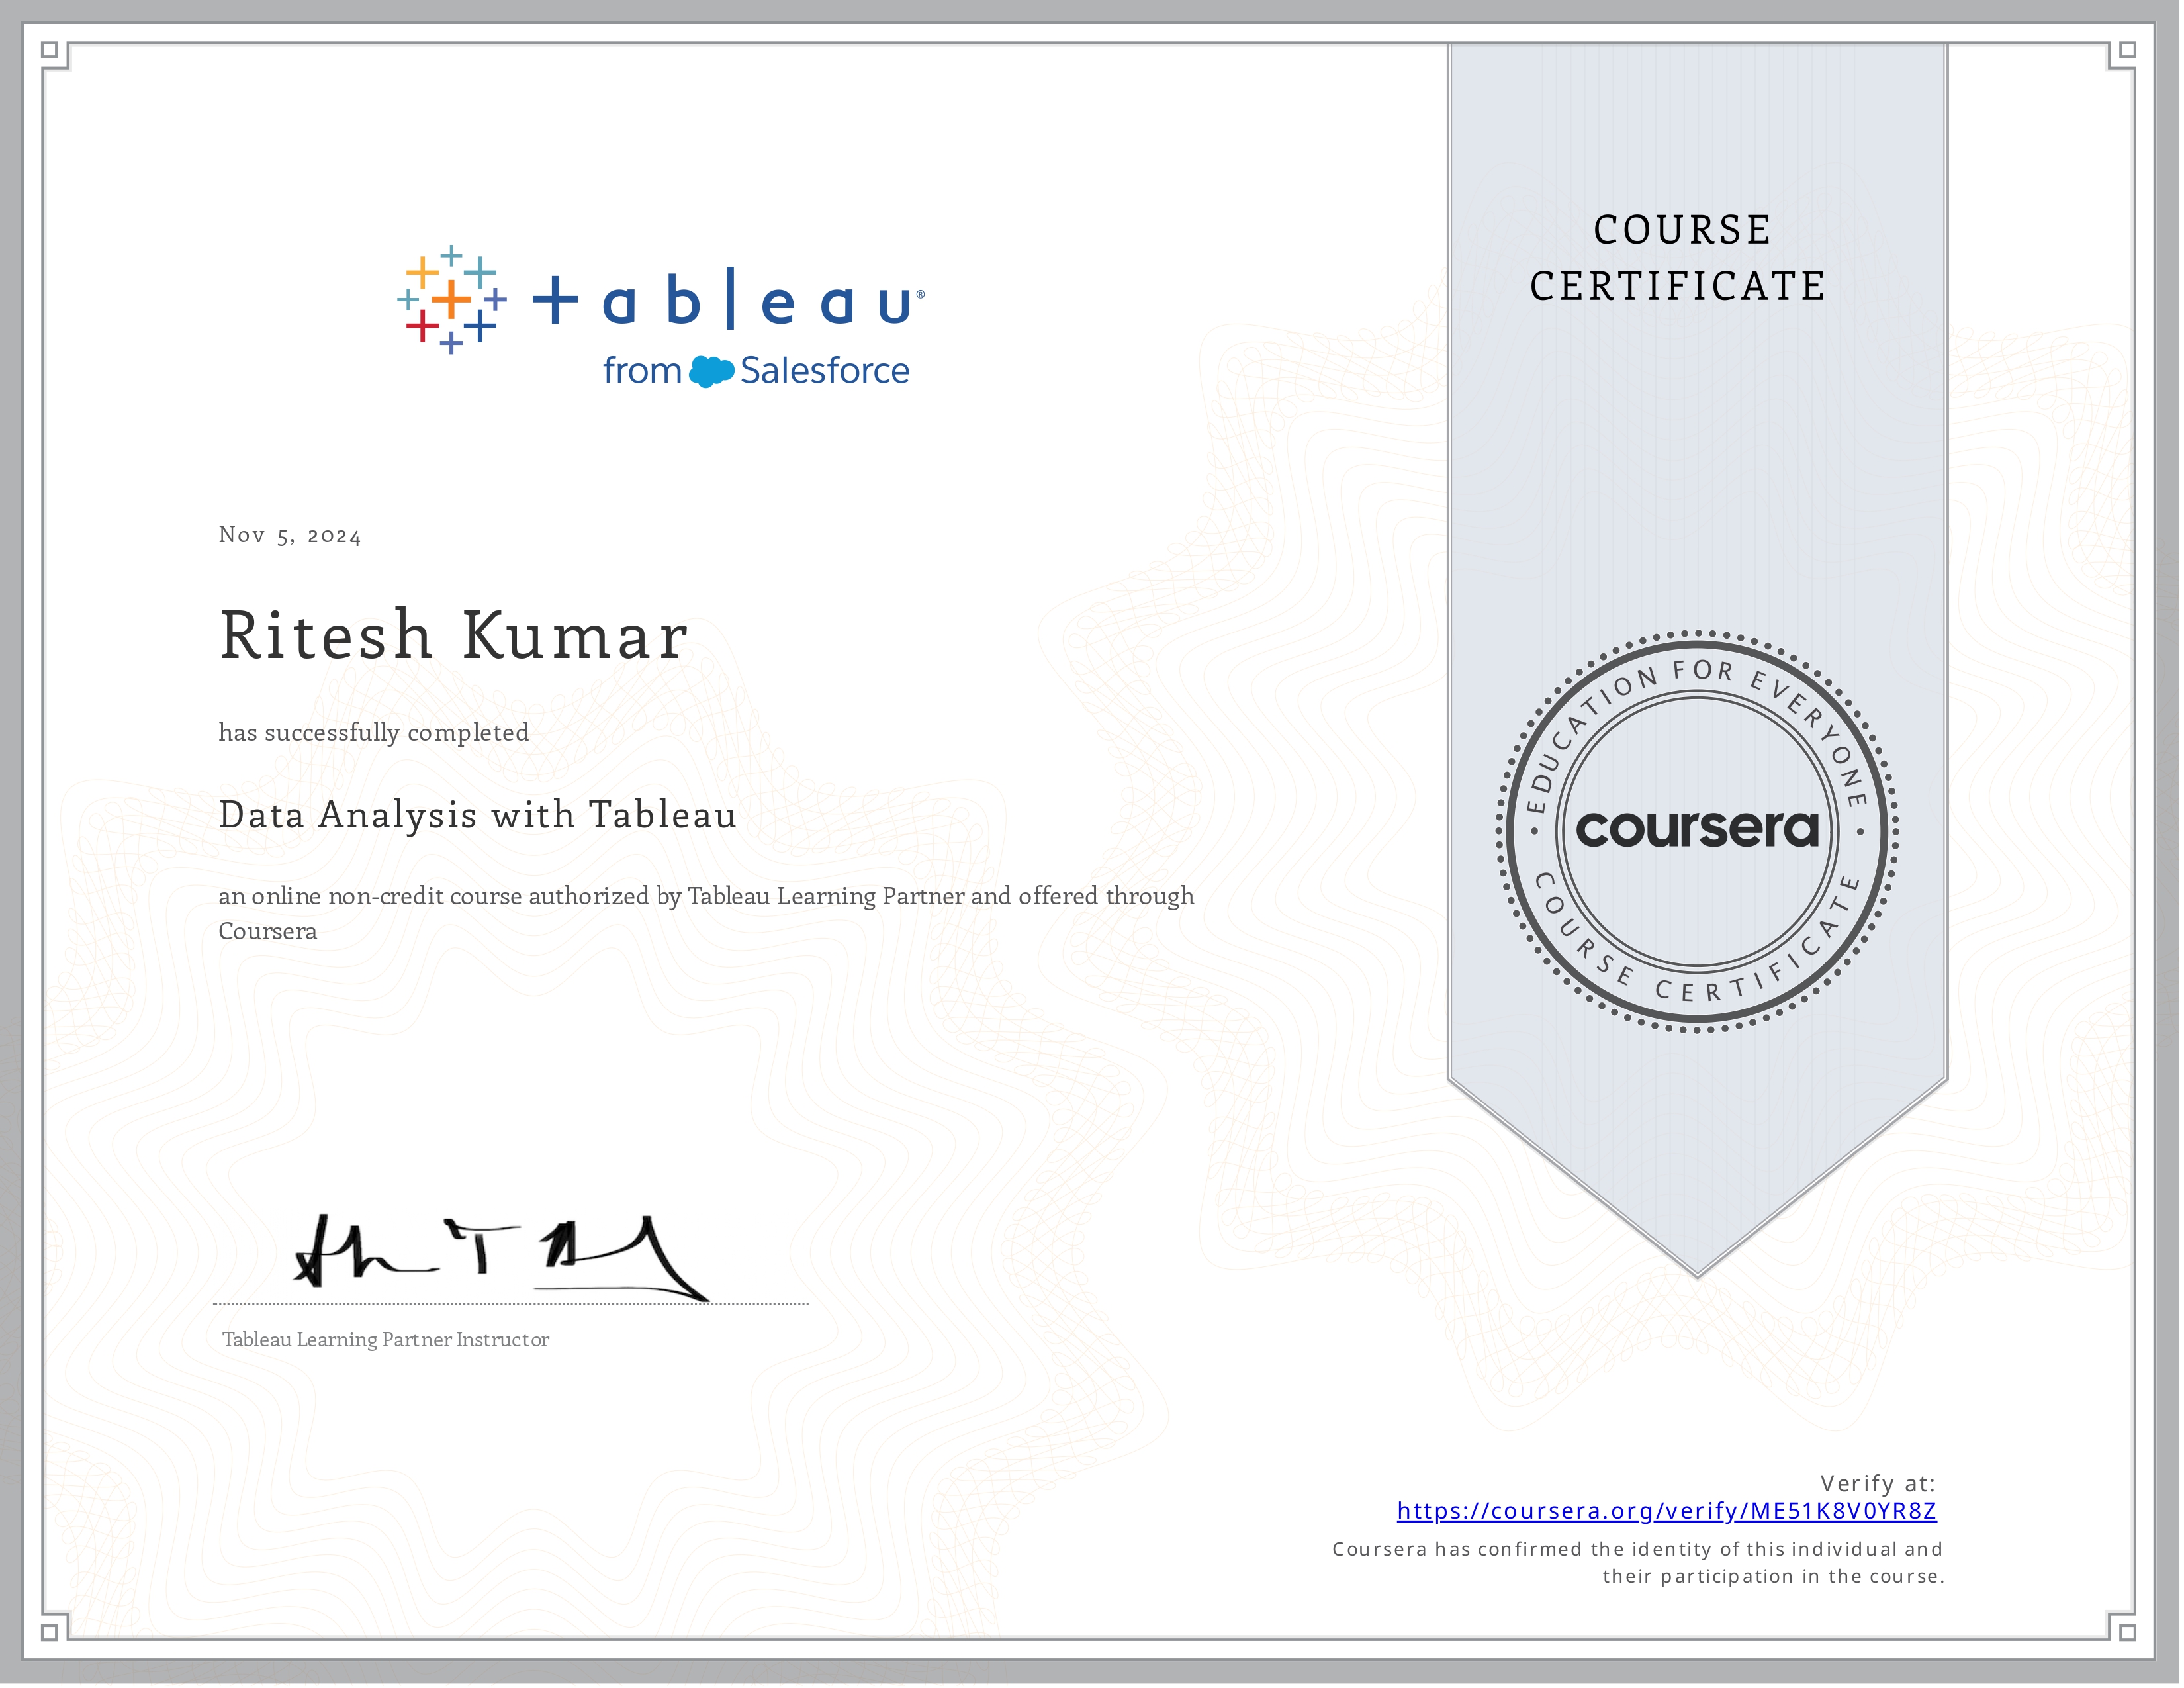 COURSE
CERTIFICATE
+ableau®
from Salesforce
Nov 5, 2024
Ritesh Kumar
has successfully completed
Data Analysis with Tableau
an online non-credit course authorized by Tableau Learning Partner and offered through
Coursera
EDUCATION FOR EVERYONE
coursera
COURSE CERTIFICATE
Tableau Learning Partner Instructor
Verify at:
https://coursera.org/verify/ME51K8V0YR8Z
Coursera has confirmed the identity of this individual and
their participation in the course.